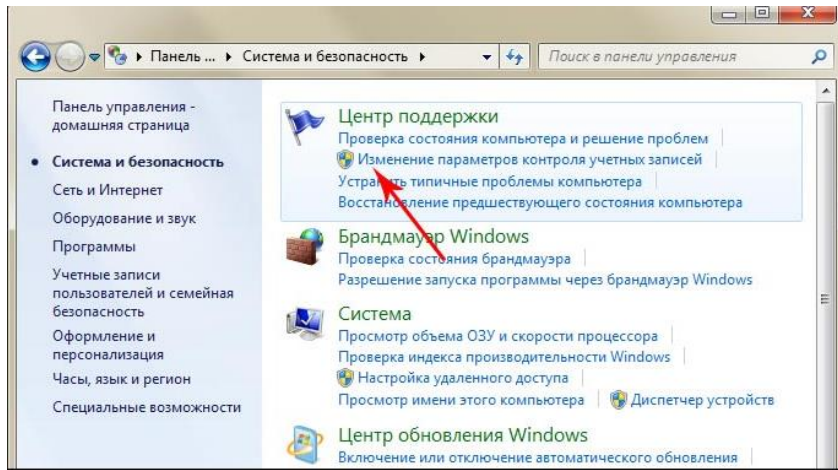 Панель ... Система и безопасность Поиск в панели управления
Панель управления -
домашняя страница
Система и безопасность
Сеть и Интернет
Оборудование и звук
Программы
Учетные записи
пользователей и семейная
безопасность
Оформление и
персонализация
Часы, язык и регион
Специальные возможности
Центр поддержки
Проверка состояния компьютера и решение проблем
Изменение параметров контроля учетных записей
Устранить типичные проблемы компьютера
Восстановление предшествующего состояния компьютера
Брандмауэр Windows
Проверка состояния брандмауэра
Разрешение запуска программы через брандмауэр Windows
Система
Просмотр объема ОЗУ и скорости процессора
Проверка индекса производительности Windows
Настройка удаленного доступа
Просмотр имени этого компьютера Диспетчер устройств
Центр обновления Windows
Включение или отключение автоматического обновления